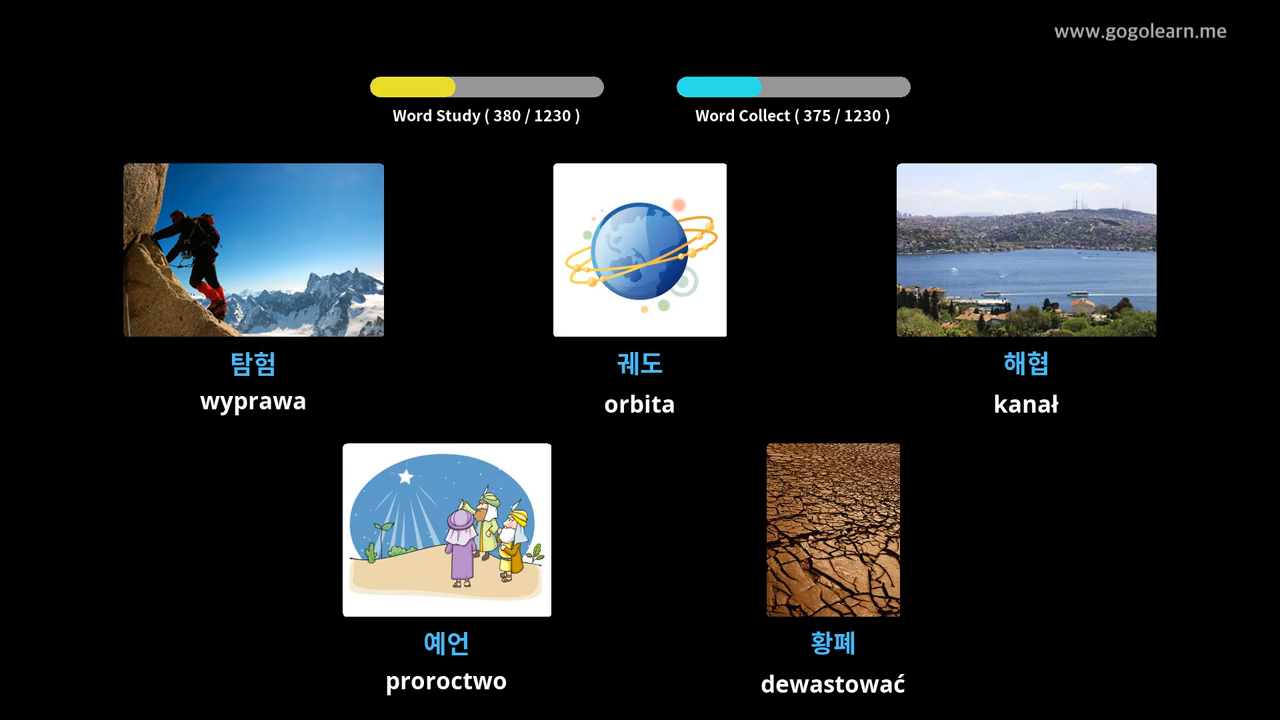 www.gogolearn.me
Word Study ( 380 / 1230 )
Word Collect ( 375 / 1230 )
탐험
wyprawa
궤도
orbita
해협
kanał
예언
proroctwo
황폐
dewastować